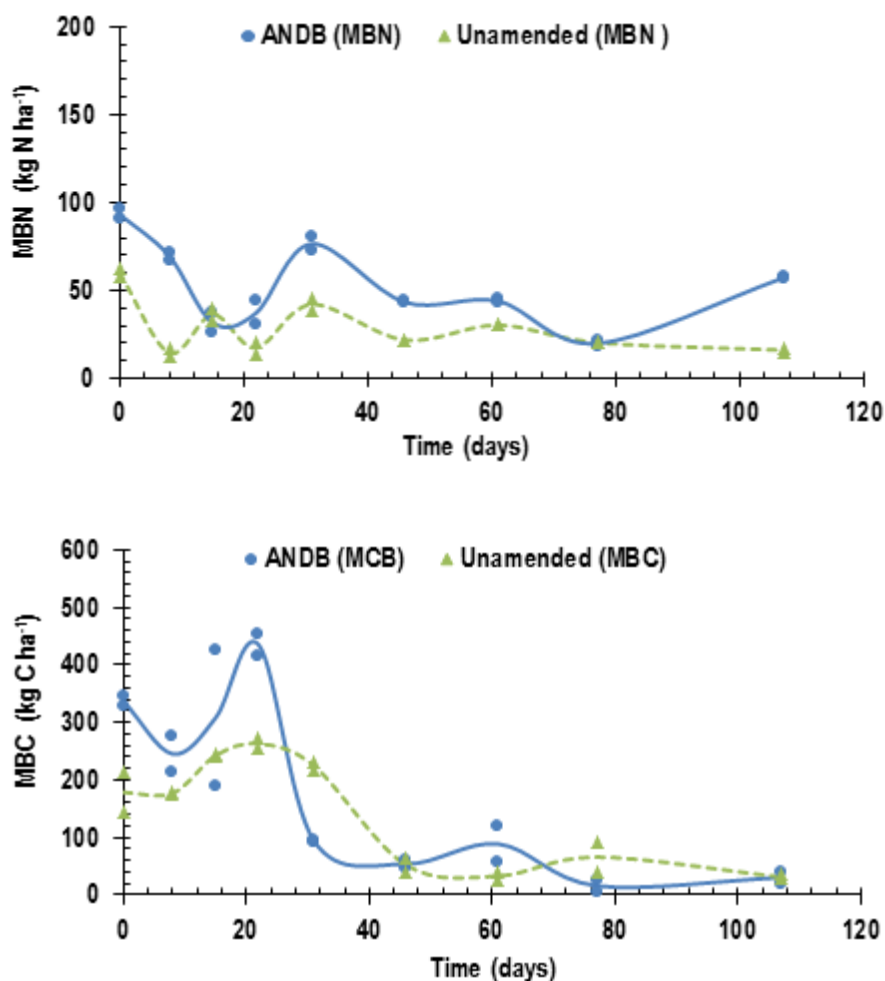 200
ANDB (MBN) Unamended (MBN )
150
100
50
0
MBN (kg N ha⁻¹)
0 20 40 60 80 100 120
Time (days)
600
ANDB (MCB) Unamended (MBC)
500
400
300
200
100
0
MBC (kg C ha⁻¹)
0 20 40 60 80 100 120
Time (days)